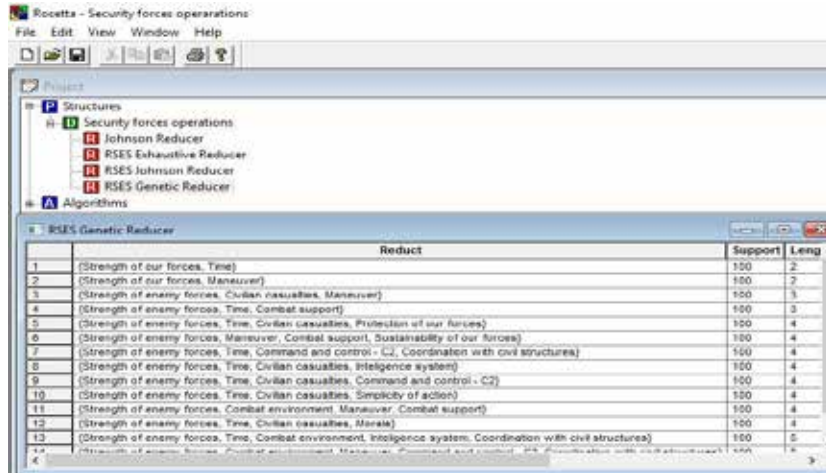 Rosetta - Security forces operarations
File Edit View Window Help
Project
P Structures
D Security forces operations
R Johnson Reducer
R RSES Exhaustive Reducer
R RSES Johnson Reducer
R RSES Genetic Reducer
A Algorithms
RSES Genetic Reducer
Reduct Support Leng
1 {Strength of our forces, Time} 100 2
2 {Strength of our forces, Maneuver} 100 2
3 {Strength of enemy forces, Civilian casualties, Maneuver} 100 3
4 {Strength of enemy forces, Time, Combat support} 100 3
5 {Strength of enemy forces, Time, Civilian casualties, Protection of our forces} 100 4
6 {Strength of enemy forces, Maneuver, Combat support, Sustainability of our forces} 100 4
7 {Strength of enemy forces, Time, Command and control - C2, Coordination with civil structures} 100 4
8 {Strength of enemy forces, Time, Civilian casualties, Inteligence system} 100 4
9 {Strength of enemy forces, Time, Civilian casualties, Command and control - C2} 100 4
10 {Strength of enemy forces, Time, Civilian casualties, Simplicity of action} 100 4
11 {Strength of enemy forces, Combat environment, Maneuver, Combat support} 100 4
12 {Strength of enemy forces, Time, Civilian casualties, Morale} 100 4
13 {Strength of enemy forces, Time, Combat environment, Inteligence system, Coordination with civil structures} 100 5